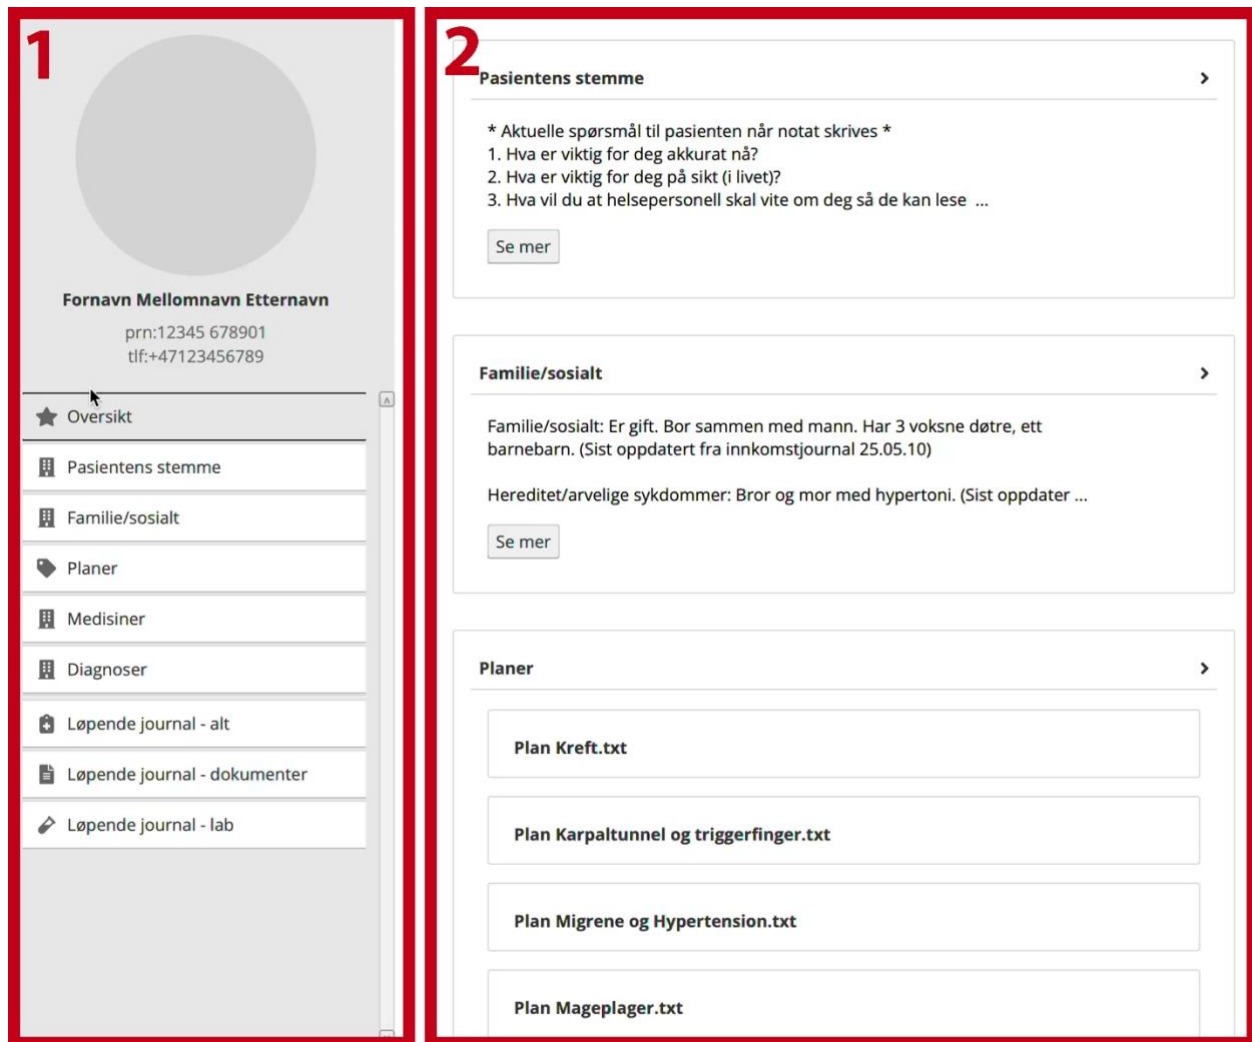 1
Fornavn Mellomnavn Etternavn
prn:12345 678901
tlf:+47123456789
Oversikt
Pasientens stemme
Familie/sosialt
Planer
Medisiner
Diagnoser
Løpende journal - alt
Løpende journal - dokumenter
Løpende journal - lab
2
Pasientens stemme
* Aktuelle spørsmål til pasienten når notat skrives *
1. Hva er viktig for deg akkurat nå?
2. Hva er viktig for deg på sikt (i livet)?
3. Hva vil du at helsepersonell skal vite om deg så de kan lese ...
Se mer
Familie/sosialt
Familie/sosialt: Er gift. Bor sammen med mann. Har 3 voksne døtre, ett
barnebarn. (Sist oppdatert fra innkomstjournal 25.05.10)
Hereditet/arvelige sykdommer: Bror og mor med hypertoni. (Sist oppdater ...
Se mer
Planer
Plan Kreft.txt
Plan Karpaltunnel og triggerfinger.txt
Plan Migrene og Hypertension.txt
Plan Mageplager.txt